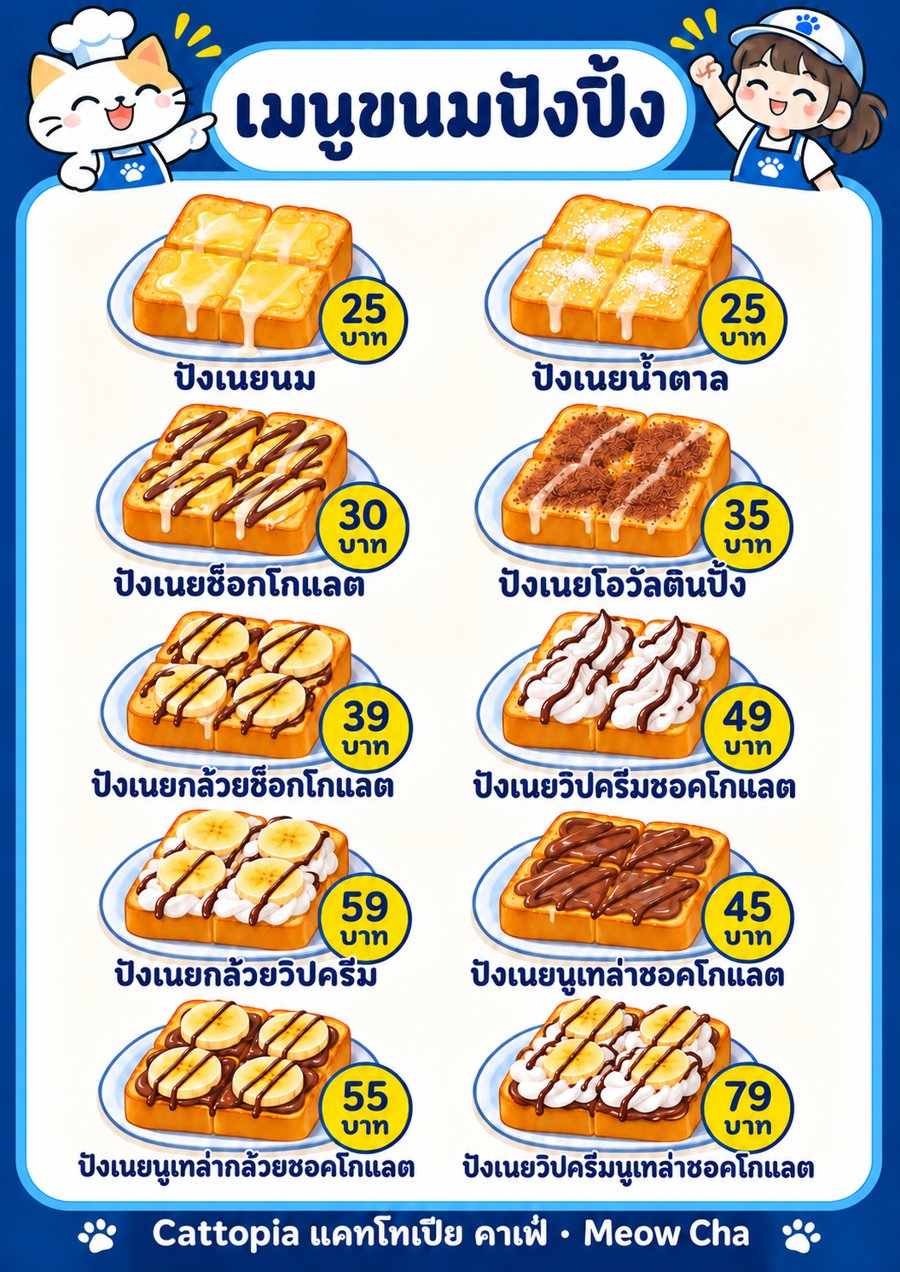 เมนูขนมปังปิ้ง
25
บาท
ปังเนยนม
25
บาท
ปังเนยน้ำตาล
30
บาท
ปังเนยช็อกโกแลต
35
บาท
ปังเนยโอวัลตินปิ้ง
39
บาท
ปังเนยกล้วยช็อกโกแลต
49
บาท
ปังเนยวิปครีมชอคโกแลต
59
บาท
ปังเนยกล้วยวิปครีม
45
บาท
ปังเนยนูเทล่าชอคโกแลต
55
บาท
ปังเนยนูเทล่ากล้วยชอคโกแลต
79
บาท
ปังเนยวิปครีมนูเทล่าชอคโกแลต
Cattopia แคทโทเปีย คาเฟ่ · Meow Cha